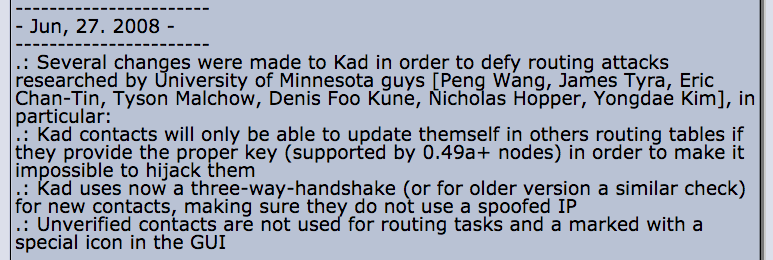 -----------------------
- Jun, 27. 2008 -
-----------------------
.: Several changes were made to Kad in order to defy routing attacks
researched by University of Minnesota guys [Peng Wang, James Tyra, Eric
Chan-Tin, Tyson Malchow, Denis Foo Kune, Nicholas Hopper, Yongdae Kim], in
particular:
.: Kad contacts will only be able to update themself in others routing tables if
they provide the proper key (supported by 0.49a+ nodes) in order to make it
impossible to hijack them
.: Kad uses now a three-way-handshake (or for older version a similar check)
for new contacts, making sure they do not use a spoofed IP
.: Unverified contacts are not used for routing tasks and a marked with a
special icon in the GUI